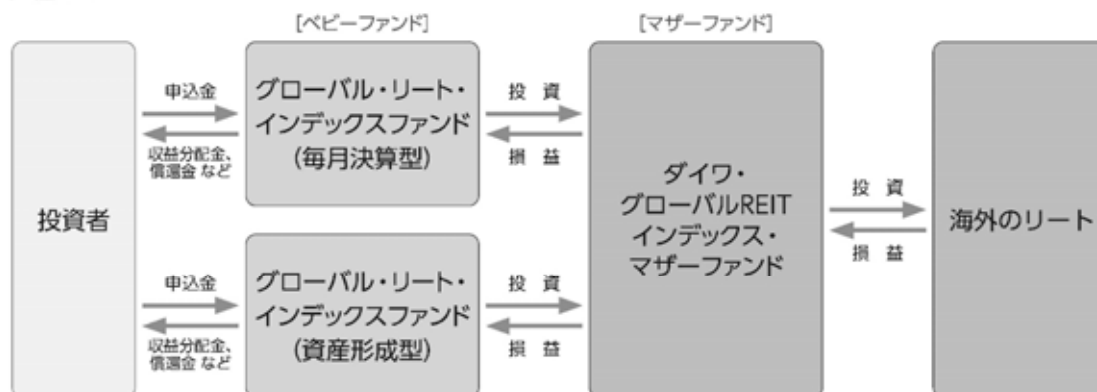 [ベビーファンド]
[マザーファンド]
投資者
申込金
収益分配金、
償還金 など
グローバル・リート・
インデックスファンド
(毎月決算型)
投 資
損 益
申込金
収益分配金、
償還金 など
グローバル・リート・
インデックスファンド
(資産形成型)
投 資
損 益
ダイワ・
グローバルREIT
インデックス・
マザーファンド
投 資
損 益
海外のリート